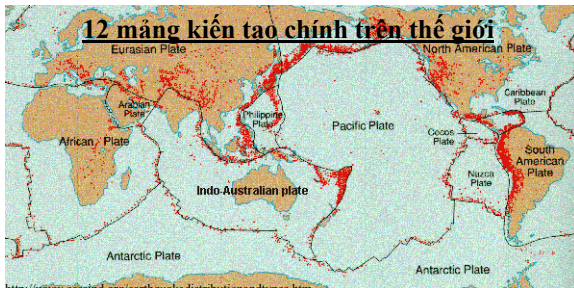 12 mảng kiến tạo chính trên thế giới
Eurasian Plate
North American Plate
Arabian
Plate
Philippine
Plate
Caribbean
Plate
African Plate
Pacific Plate
Cocos
Plate
South
American
Plate
Nazca
Plate
Indo-Australian plate
Antarctic Plate
Antarctic Plate